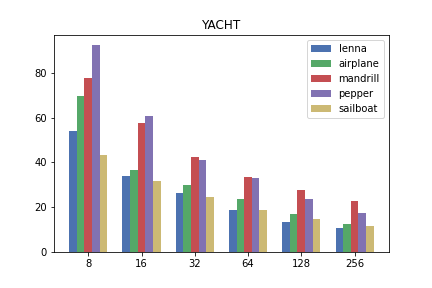 YACHT
lenna
airplane
mandrill
pepper
sailboat
80
60
40
20
0
8 16 32 64 128 256